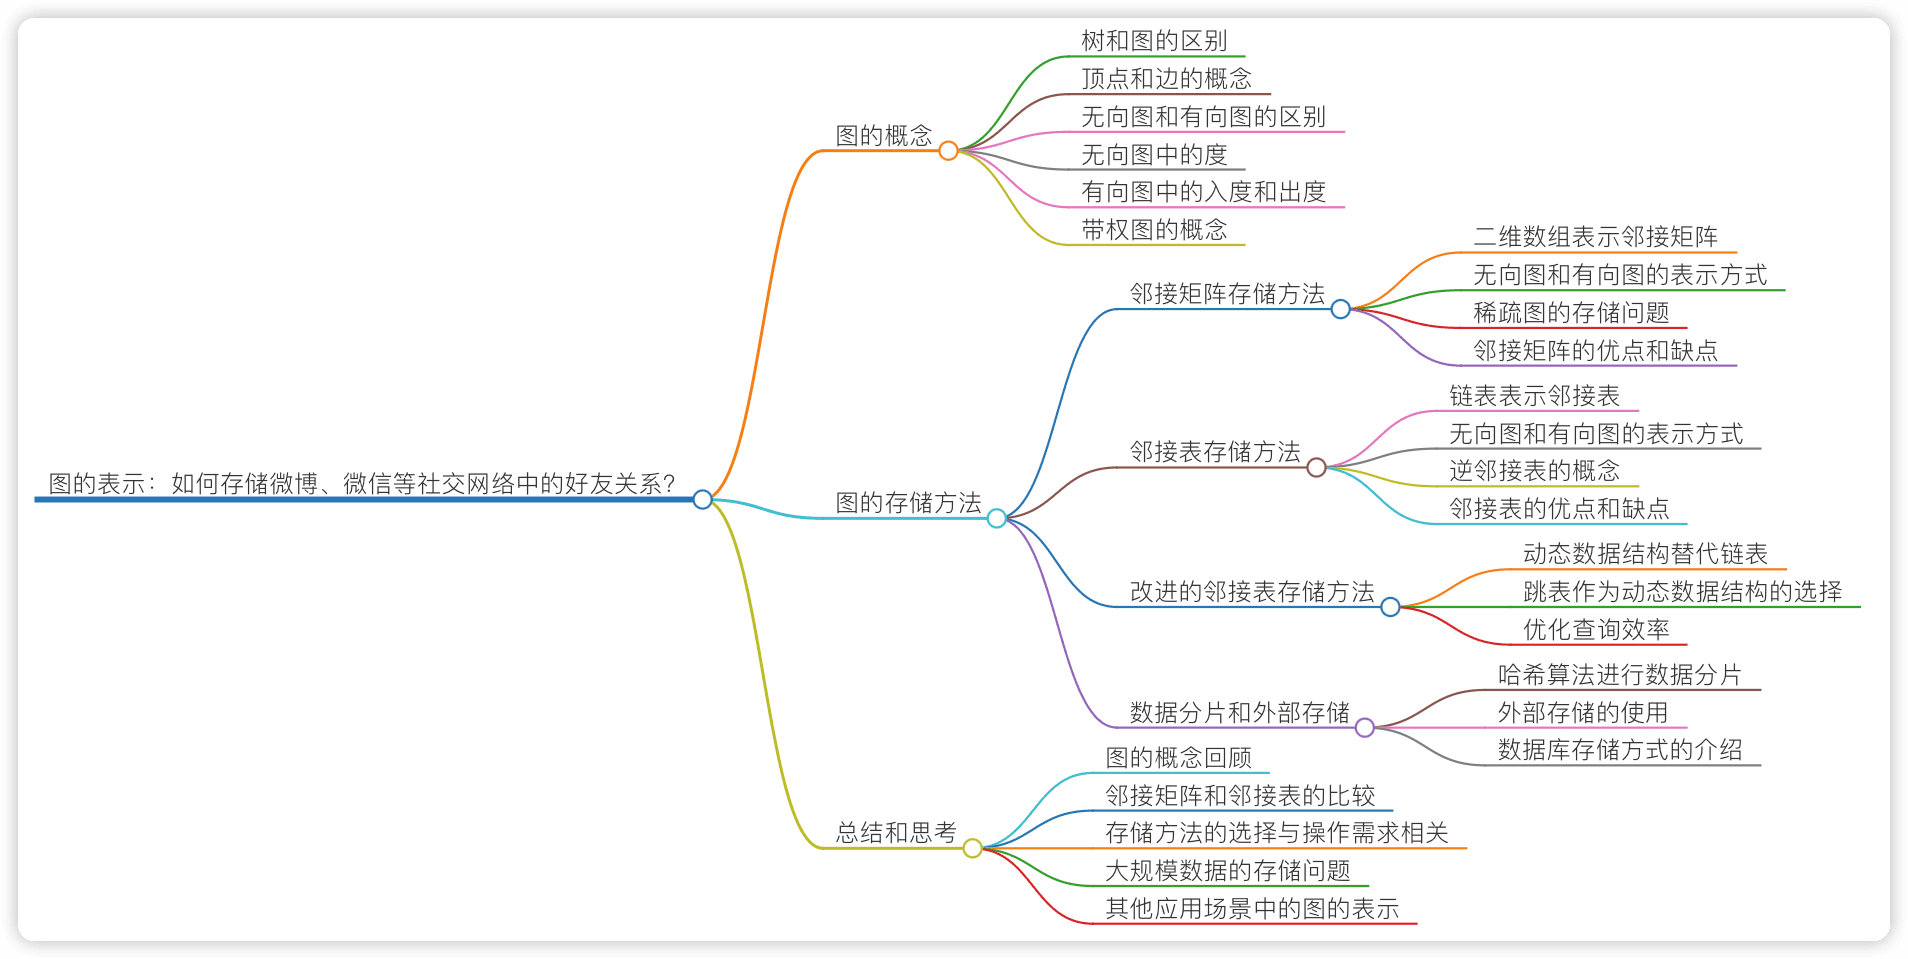 图的表示：如何存储微博、微信等社交网络中的好友关系？
图的概念
树和图的区别
顶点和边的概念
无向图和有向图的区别
无向图中的度
有向图中的入度和出度
带权图的概念
图的存储方法
邻接矩阵存储方法
二维数组表示邻接矩阵
无向图和有向图的表示方式
稀疏图的存储问题
邻接矩阵的优点和缺点
邻接表存储方法
链表表示邻接表
无向图和有向图的表示方式
逆邻接表的概念
邻接表的优点和缺点
改进的邻接表存储方法
动态数据结构替代链表
跳表作为动态数据结构的选择
优化查询效率
数据分片和外部存储
哈希算法进行数据分片
外部存储的使用
数据库存储方式的介绍
总结和思考
图的概念回顾
邻接矩阵和邻接表的比较
存储方法的选择与操作需求相关
大规模数据的存储问题
其他应用场景中的图的表示